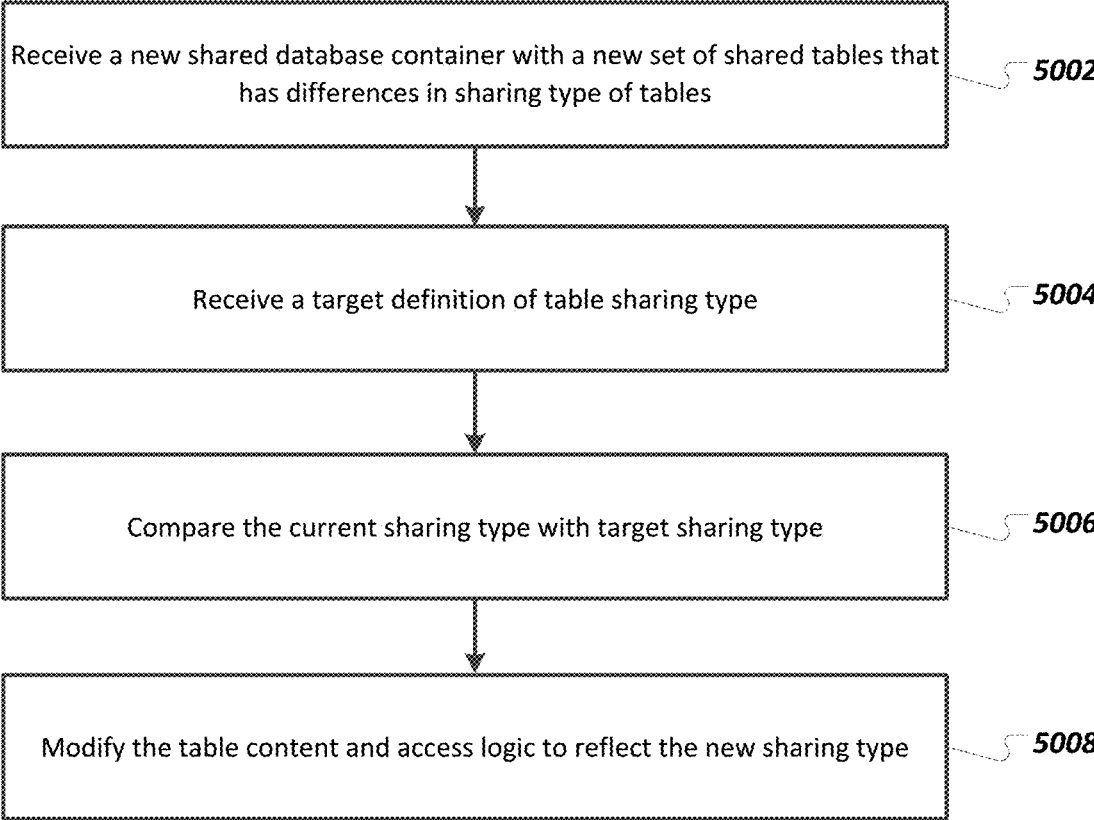 Receive a new shared database container with a new set of shared tables that
has differences in sharing type of tables
5002
Receive a target definition of table sharing type
5004
Compare the current sharing type with target sharing type
5006
Modify the table content and access logic to reflect the new sharing type
5008